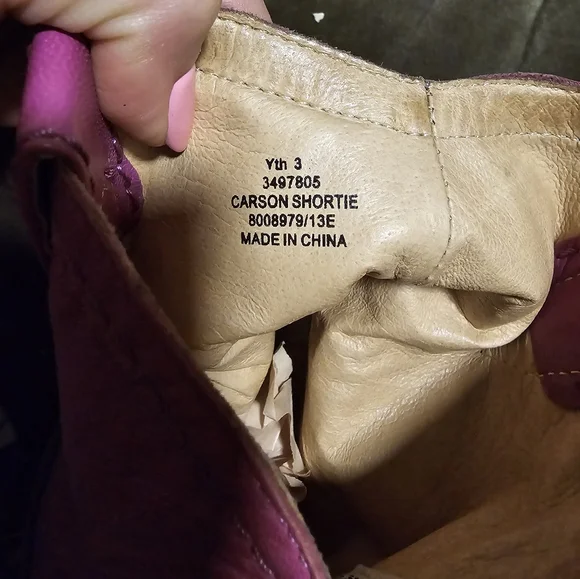 Yth 3
3497805
CARSON SHORTIE
8008979/13E
MADE IN CHINA